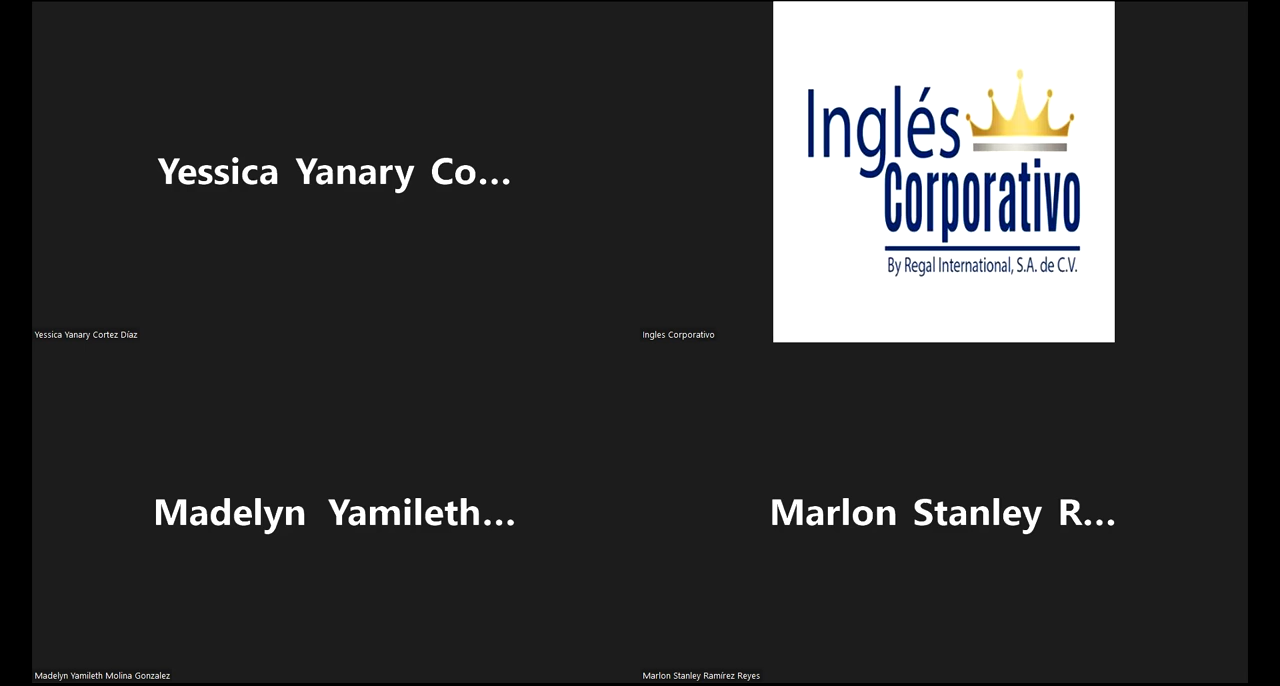 Yessica Yanary Co...
Inglés
Corporativo
By Regal International, S.A. de C.V.
Yessica Yanary Cortez Díaz
Ingles Corporativo
Madelyn Yamileth...
Marlon Stanley R...
Madelyn Yamileth Molina Gonzalez
Marlon Stanley Ramírez Reyes